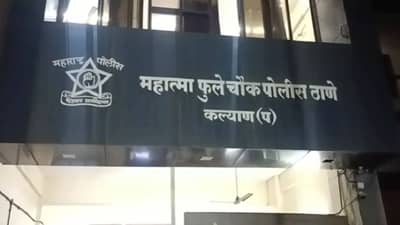 महाराष्ट्र पोलीस
महात्मा फुले चौक पोलीस ठाणे
कल्याण (प)